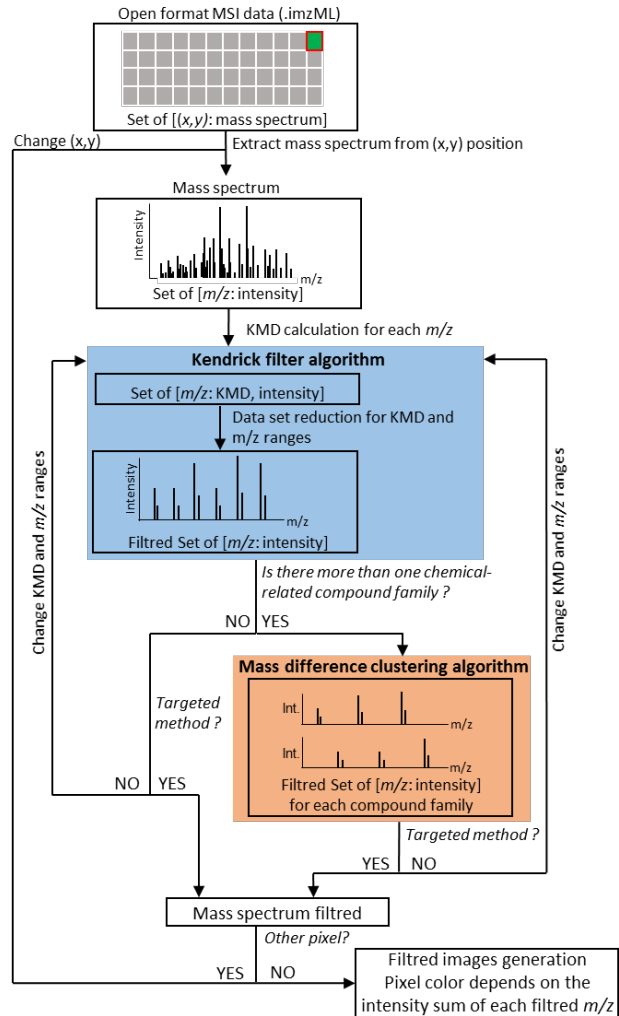 Open format MSI data (.imzML)
Set of [(x,y): mass spectrum]
Change (x,y)
Extract mass spectrum from (x,y) position
Mass spectrum
Intensity
m/z
Set of [m/z: intensity]
KMD calculation for each m/z
Kendrick filter algorithm
Set of [m/z: KMD, intensity]
Data set reduction for KMD and
m/z ranges
Intensity
m/z
Filtred Set of [m/z: intensity]
Change KMD and m/z ranges
Change KMD and m/z ranges
Is there more than one chemical-
related compound family ?
NO
YES
Mass difference clustering algorithm
Int.
m/z
Int.
m/z
Filtred Set of [m/z: intensity]
for each compound family
Targeted
method ?
NO
YES
Targeted method ?
YES
NO
Mass spectrum filtred
Other pixel?
YES
NO
Filtred images generation
Pixel color depends on the
intensity sum of each filtred m/z